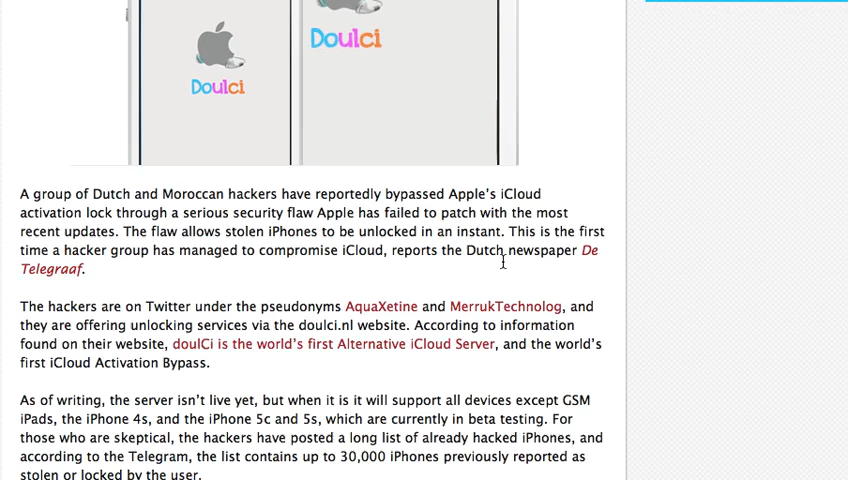 Doulci
Doulci
A group of Dutch and Moroccan hackers have reportedly bypassed Apple's iCloud
activation lock through a serious security flaw Apple has failed to patch with the most
recent updates. The flaw allows stolen iPhones to be unlocked in an instant. This is the first
time a hacker group has managed to compromise iCloud, reports the Dutch newspaper De
Telegraaf.
The hackers are on Twitter under the pseudonyms AquaXetine and MerrukTechnolog, and
they are offering unlocking services via the doulci.nl website. According to information
found on their website, doulCi is the world's first Alternative iCloud Server, and the world's
first iCloud Activation Bypass.
As of writing, the server isn't live yet, but when it is it will support all devices except GSM
iPads, the iPhone 4s, and the iPhone 5c and 5s, which are currently in beta testing. For
those who are skeptical, the hackers have posted a long list of already hacked iPhones, and
according to the Telegram, the list contains up to 30,000 iPhones previously reported as
stolen or locked by the user.